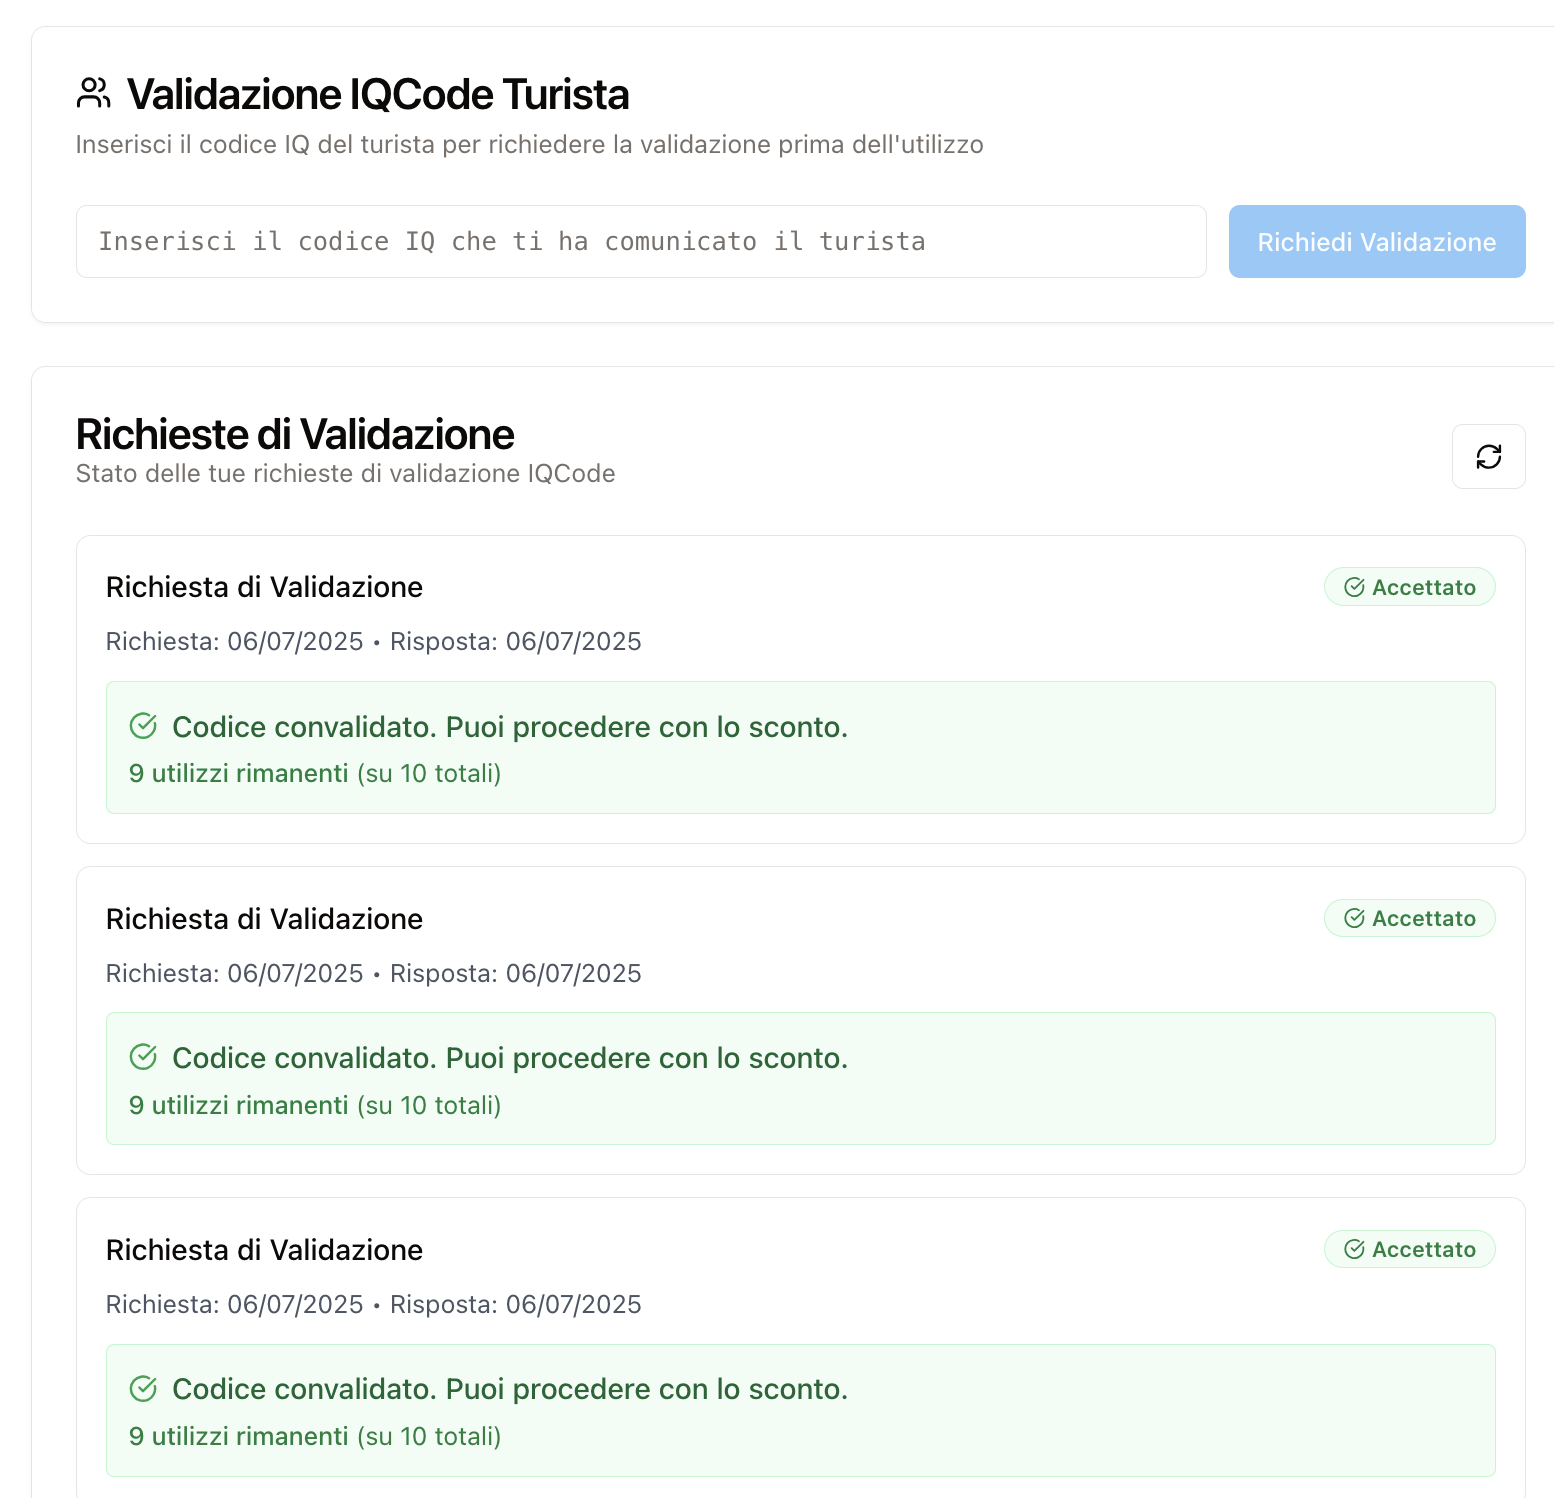 Validazione IQCode Turista
Inserisci il codice IQ del turista per richiedere la validazione prima dell'utilizzo
Inserisci il codice IQ che ti ha comunicato il turista
Richiedi Validazione
Richieste di Validazione
Stato delle tue richieste di validazione IQCode
Richiesta di Validazione
Accettato
Richiesta: 06/07/2025 • Risposta: 06/07/2025
Codice convalidato. Puoi procedere con lo sconto.
9 utilizzi rimanenti (su 10 totali)
Richiesta di Validazione
Accettato
Richiesta: 06/07/2025 • Risposta: 06/07/2025
Codice convalidato. Puoi procedere con lo sconto.
9 utilizzi rimanenti (su 10 totali)
Richiesta di Validazione
Accettato
Richiesta: 06/07/2025 • Risposta: 06/07/2025
Codice convalidato. Puoi procedere con lo sconto.
9 utilizzi rimanenti (su 10 totali)